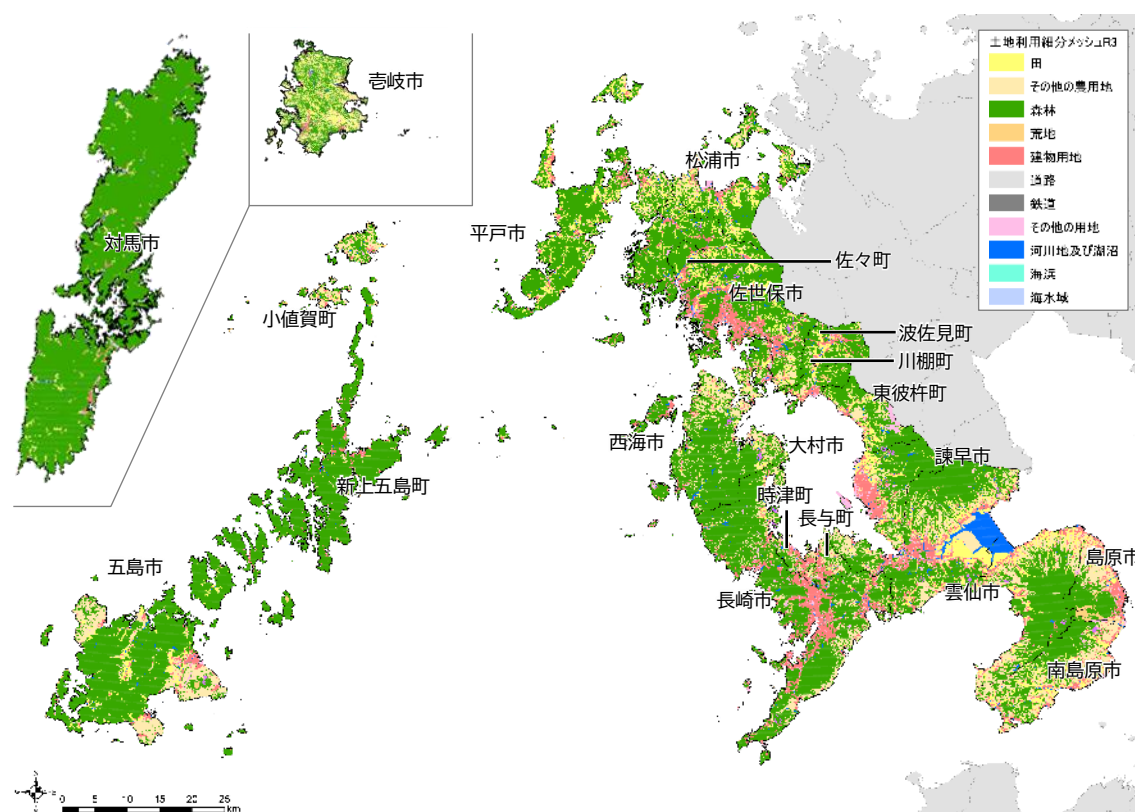 土地利用細分メッシュR3
田
その他の農用地
森林
荒地
建物用地
道路
鉄道
その他の用地
河川地及び湖沼
海浜
海水域
壱岐市
松浦市
平戸市
対馬市
佐々町
佐世保市
小値賀町
波佐見町
川棚町
東彼杵町
西海市
大村市
諫早市
新上五島町
時津町
長与町
五島市
島原市
長崎市
雲仙市
南島原市
0 5 10 15 20 25
km